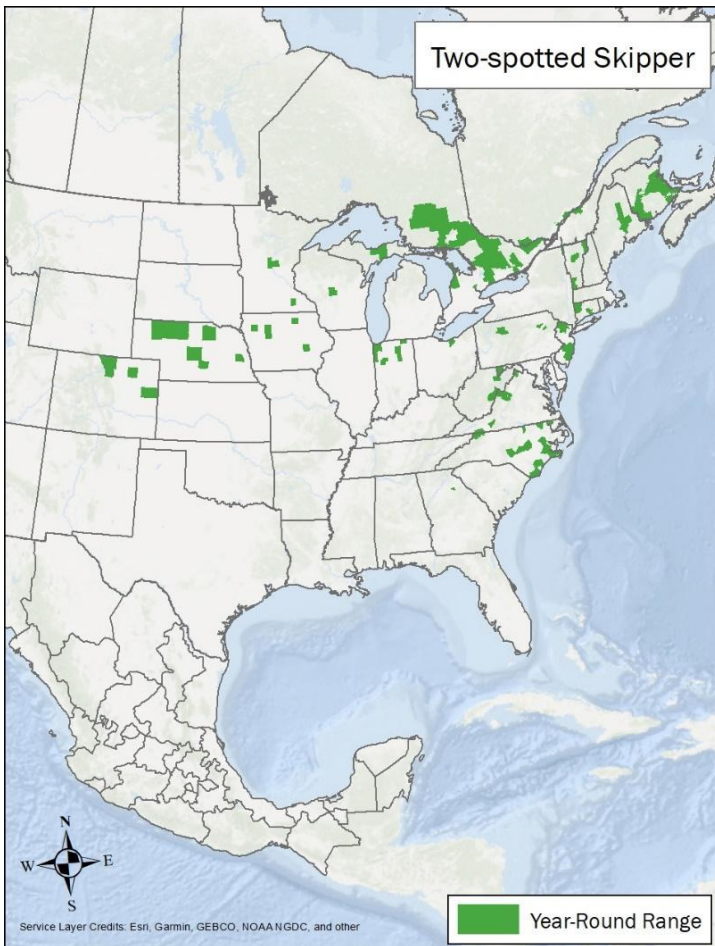 Two-spotted Skipper
N
W
E
S
Service Layer Credits: Esri, Garmin, GEBCO, NOAA NGDC, and other
Year-Round Range